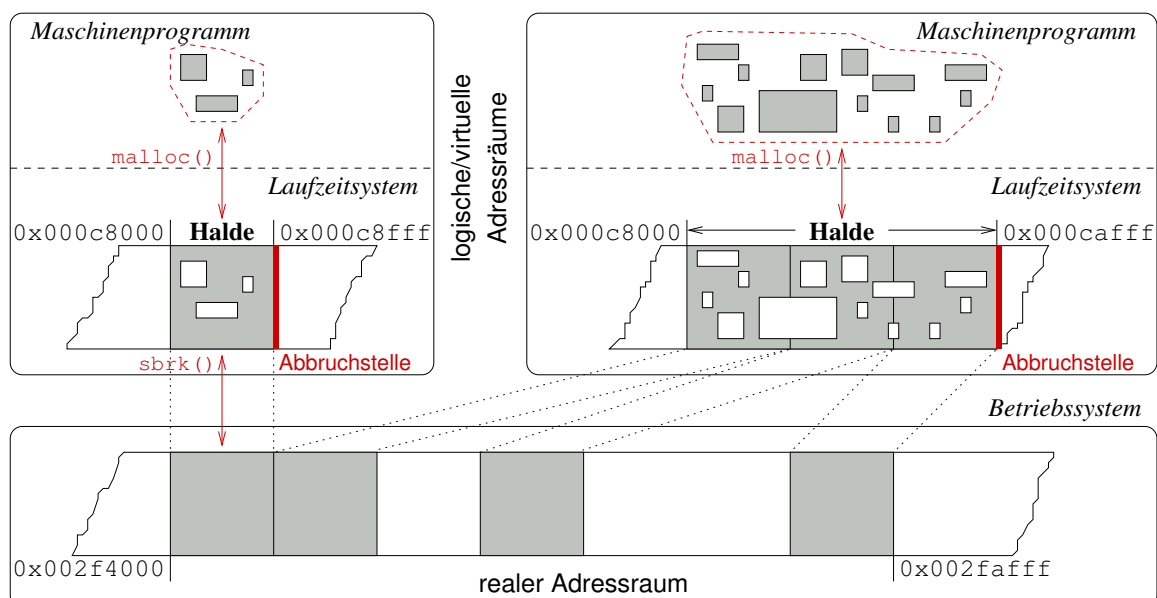 Maschinenprogramm
malloc()
Laufzeitsystem
0x000c8000
Halde
0x000c8fff
sbrk()
Abbruchstelle
logische/virtuelle
Adressräume
Maschinenprogramm
malloc()
Laufzeitsystem
0x000c8000
Halde
0x000cafff
Abbruchstelle
Betriebssystem
0x002f4000
realer Adressraum
0x002fafff